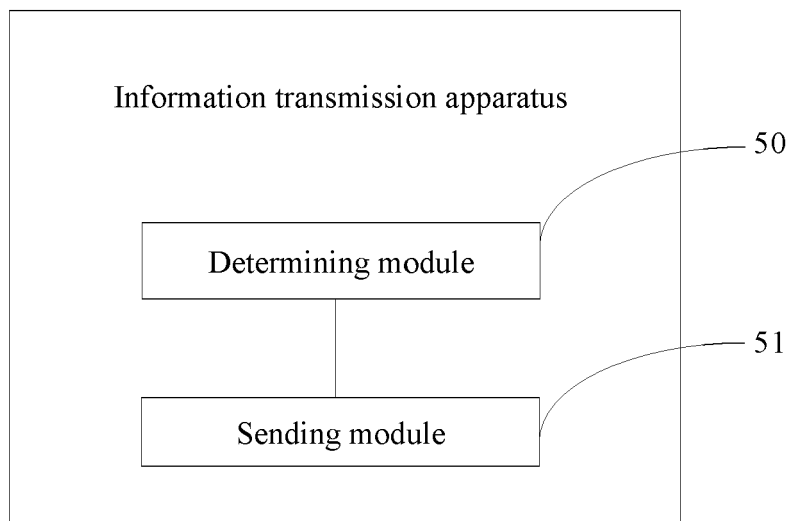 Information transmission apparatus
50
Determining module
51
Sending module